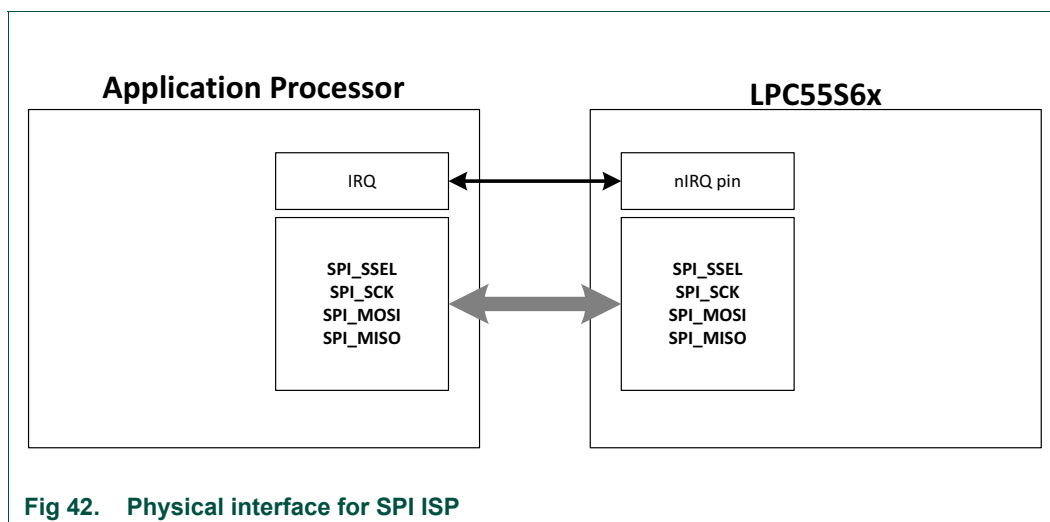 Application Processor
LPC55S6x
IRQ
nIRQ pin
SPI_SSEL
SPI_SCK
SPI_MOSI
SPI_MISO
SPI_SSEL
SPI_SCK
SPI_MOSI
SPI_MISO
Fig 42. Physical interface for SPI ISP